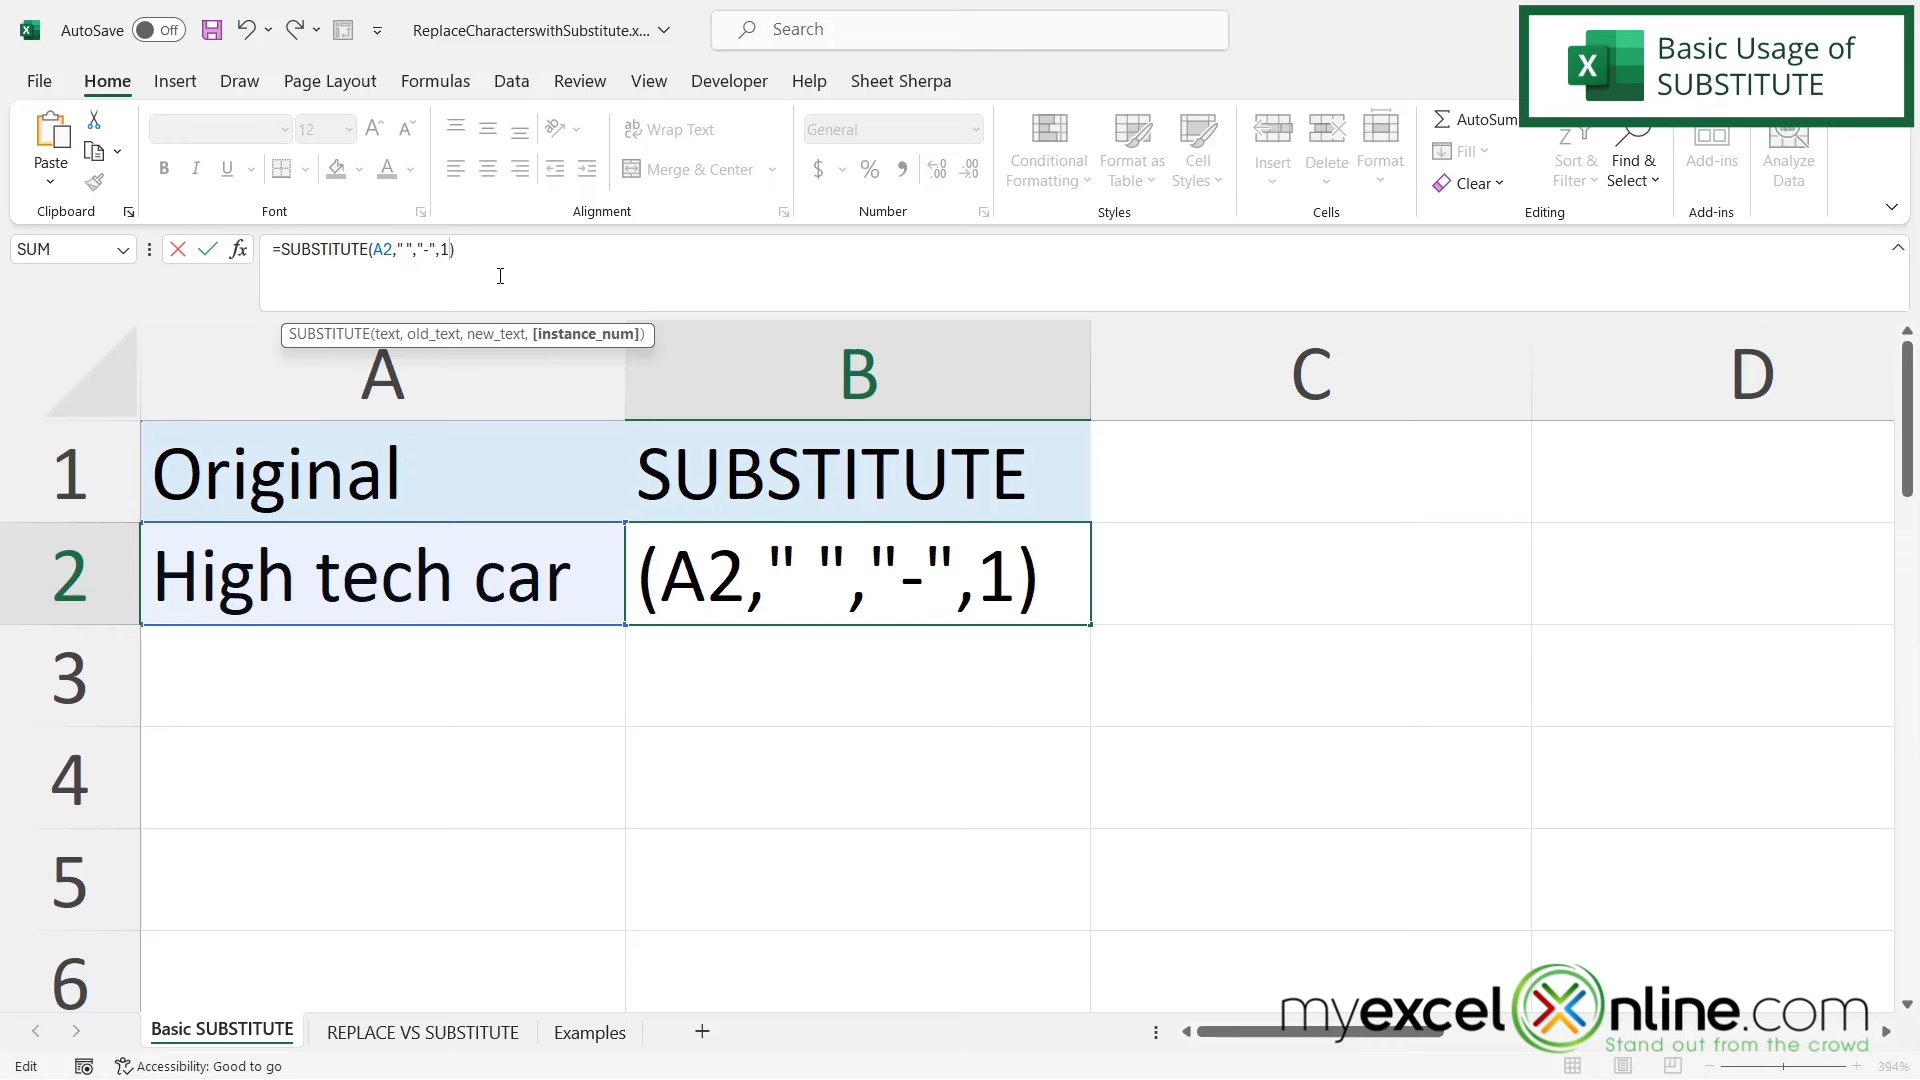 AutoSave Off ReplaceCharacterswithSubstitute.x... Search
Basic Usage of
SUBSTITUTE
File Home Insert Draw Page Layout Formulas Data Review View Developer Help Sheet Sherpa
Paste
Clipboard
12
B I U
Font
Wrap Text
Merge & Center
Alignment
General
$ %
Number
Conditional
Formatting
Format as
Table
Cell
Styles
Styles
Insert Delete Format
Cells
AutoSum
Fill
Clear
Sort &
Filter
Find &
Select
Editing
Add-ins
Add-ins
Analyze
Data
SUM fx =SUBSTITUTE(A2," ","-",1)
SUBSTITUTE(text, old_text, new_text, [instance_num])
A B C D
1 Original SUBSTITUTE
2 High tech car (A2," ","-",1)
3
4
5
6
myexcelonline.com
Stand out from the crowd
Basic SUBSTITUTE REPLACE VS SUBSTITUTE Examples
Edit Accessibility: Good to go 394%